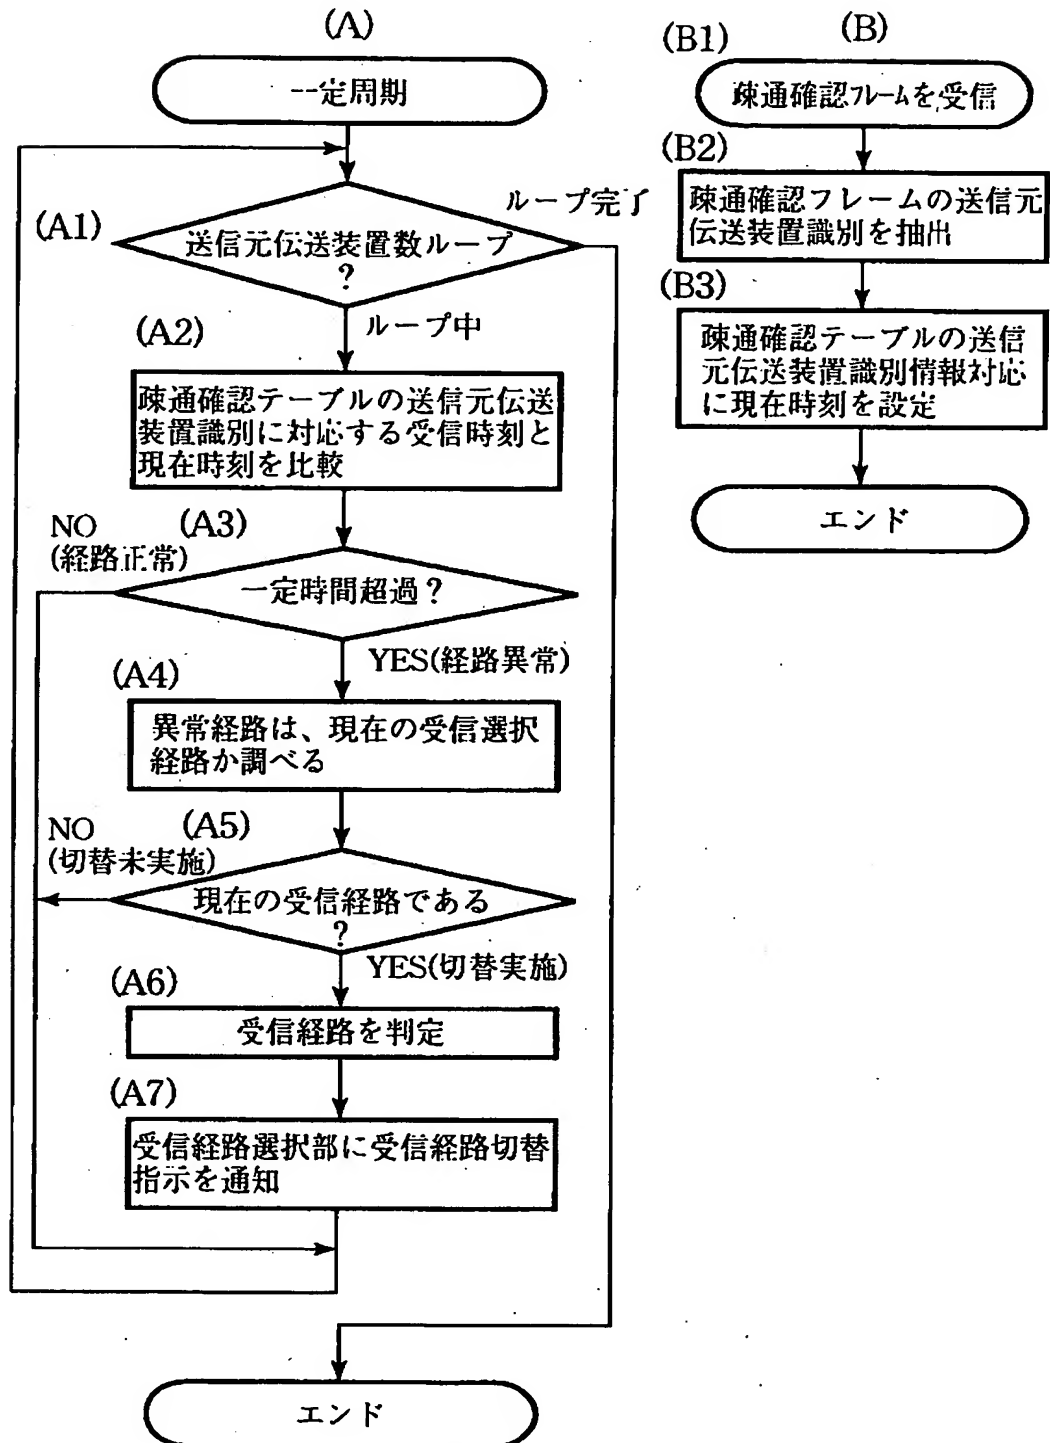 (A)
一定周期
(A1)
送信元伝送装置数ループ
?
ループ完了
ループ中
(A2)
疎通確認テーブルの送信元伝送
装置識別に対応する受信時刻と
現在時刻を比較
(A3)
NO
(経路正常)
一定時間超過?
YES(経路異常)
(A4)
異常経路は、現在の受信選択
経路か調べる
(A5)
NO
(切替未実施)
現在の受信経路である
?
YES(切替実施)
(A6)
受信経路を判定
(A7)
受信経路選択部に受信経路切替
指示を通知
エンド
(B)
(B1)
疎通確認フレームを受信
(B2)
疎通確認フレームの送信元
伝送装置識別を抽出
(B3)
疎通確認テーブルの送信
元伝送装置識別情報対応
に現在時刻を設定
エンド